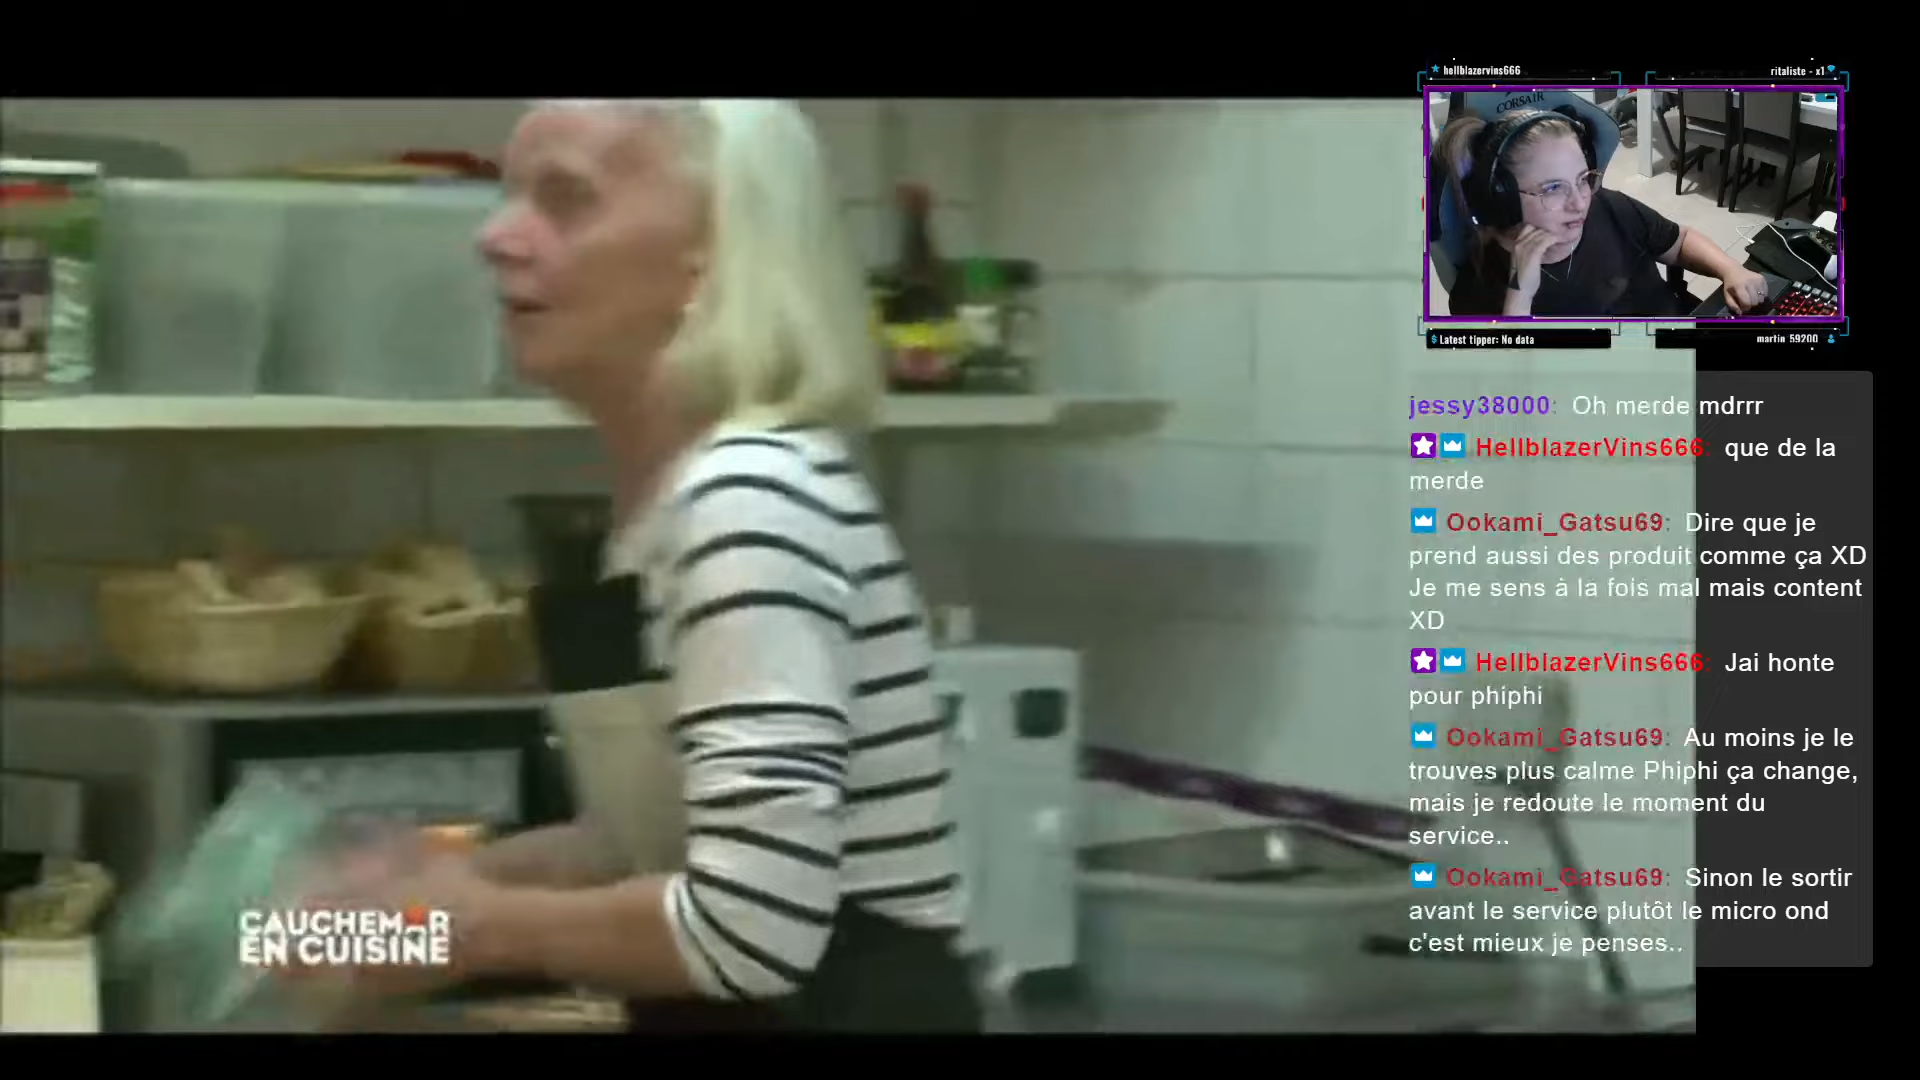 hellblazervins666
ritaliste - x1
CORSAIR
jessy38000: Oh merde mdrrr
HellblazerVins666: que de la
merde
Ookami_Gatsu69: Dire que je
prend aussi des produit comme ça XD
Je me sens à la fois mal mais content
XD
HellblazerVins666: Jai honte
pour phiphi
Ookami_Gatsu69: Au moins je le
trouves plus calme Phiphi ça change,
mais je redoute le moment du
service..
Ookami_Gatsu69: Sinon le sortir
avant le service plutôt le micro ond
c'est mieux je penses..
$ Latest tipper: No data
martin_59200
CAUCHEMAR
EN CUISINE